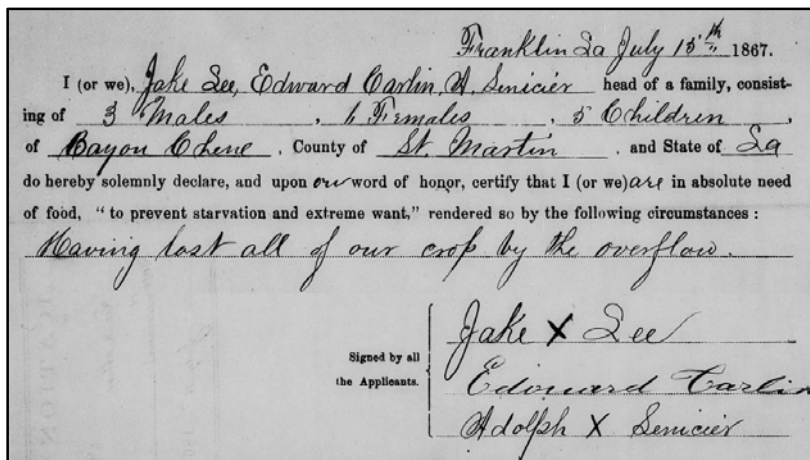 Franklin La July 15th 1867.
I (or we), Jake Lee, Edward Carlin, A. Senicier head of a family, consist-
ing of 3 Males , 6 Females , 5 Children ,
of Bayou Chene , County of St. Martin , and State of La
do hereby solemnly declare, and upon our word of honor, certify that I (or we) are in absolute need
of food, “to prevent starvation and extreme want,” rendered so by the following circumstances :
Having lost all of our crop by the overflow.
Jake X Lee
Signed by all
the Applicants.
Edouard Carlin
Adolph X Senicier